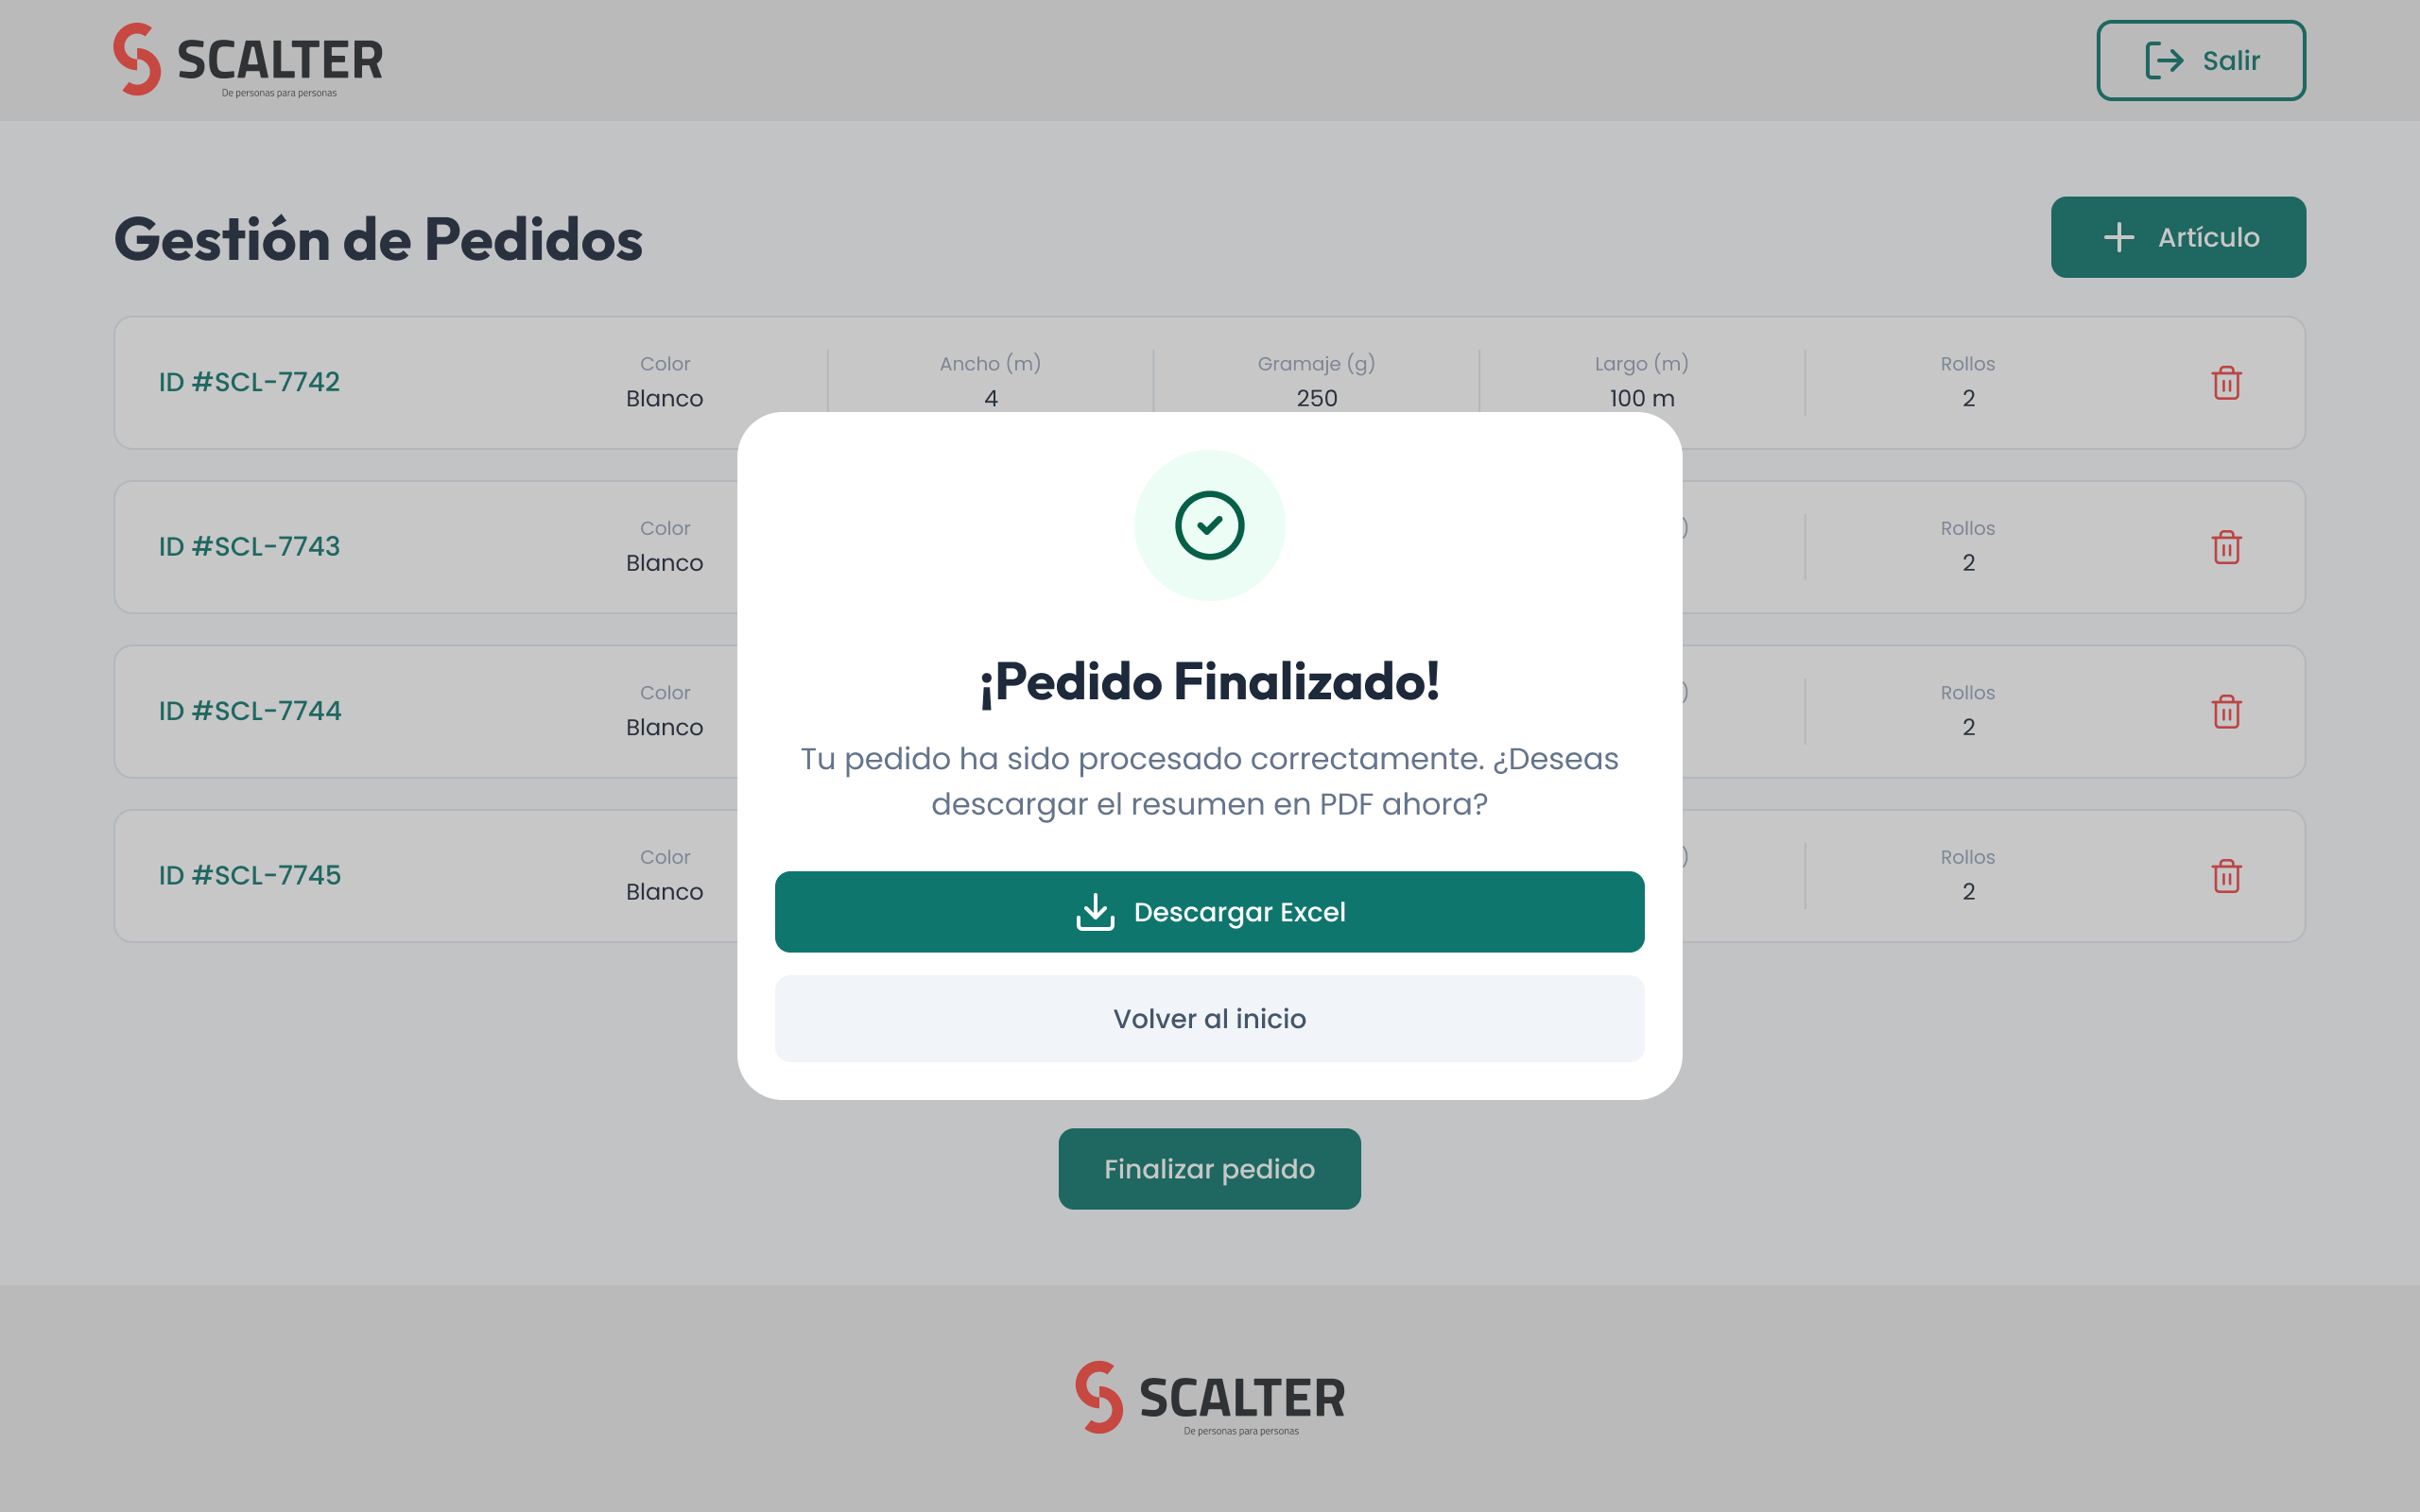 SCALTER
De personas para personas
Salir
Gestión de Pedidos
Artículo
ID #SCL-7742
Color
Blanco
Ancho (m)
4
Gramaje (g)
250
Largo (m)
100 m
Rollos
2
ID #SCL-7743
Color
Blanco
)
Rollos
2
ID #SCL-7744
Color
Blanco
)
Rollos
2
ID #SCL-7745
Color
Blanco
)
Rollos
2
¡Pedido Finalizado!
Tu pedido ha sido procesado correctamente. ¿Deseas
descargar el resumen en PDF ahora?
Descargar Excel
Volver al inicio
Finalizar pedido
SCALTER
De personas para personas